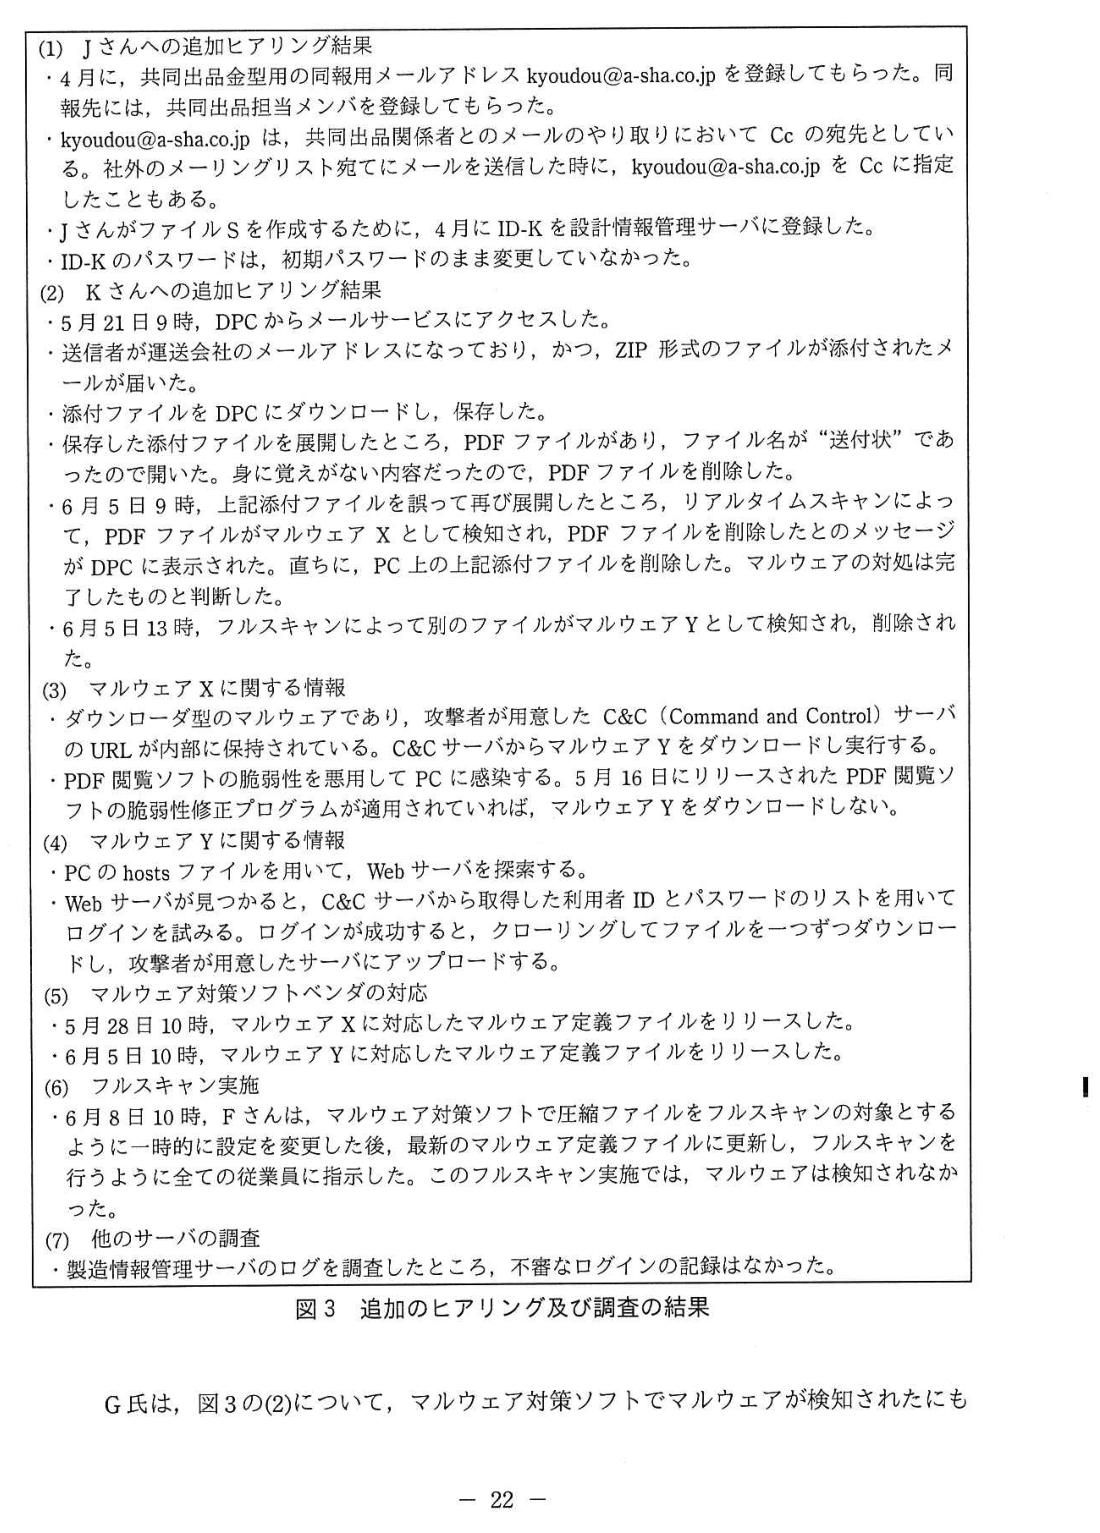 (1) Jさんへの追加ヒアリング結果
・4月に，共同出品金型用の同報用メールアドレス kyoudou@a-sha.co.jp を登録してもらった。同
報先には，共同出品担当メンバを登録してもらった。
・kyoudou@a-sha.co.jp は，共同出品関係者とのメールのやり取りにおいて Cc の宛先としてい
る。社外のメーリングリスト宛てにメールを送信した時に，kyoudou@a-sha.co.jp を Cc に指定
したこともある。
・JさんがファイルSを作成するために，4月に ID-K を設計情報管理サーバに登録した。
・ID-K のパスワードは，初期パスワードのまま変更していなかった。
(2) Kさんへの追加ヒアリング結果
・5月21日9時，DPC からメールサービスにアクセスした。
・送信者が運送会社のメールアドレスになっており，かつ，ZIP 形式のファイルが添付されたメ
ールが届いた。
・添付ファイルを DPC にダウンロードし，保存した。
・保存した添付ファイルを展開したところ，PDF ファイルがあり，ファイル名が“送付状”であ
ったので開いた。身に覚えがない内容だったので，PDF ファイルを削除した。
・6月5日9時，上記添付ファイルを誤って再び展開したところ，リアルタイムスキャンによっ
て，PDF ファイルがマルウェア X として検知され，PDF ファイルを削除したとのメッセージ
が DPC に表示された。直ちに，PC 上の上記添付ファイルを削除した。マルウェアの対処は完
了したものと判断した。
・6月5日13時，フルスキャンによって別のファイルがマルウェア Y として検知され，削除され
た。
(3) マルウェア X に関する情報
・ダウンローダ型のマルウェアであり，攻撃者が用意した C&C（Command and Control）サーバ
の URL が内部に保持されている。C&C サーバからマルウェア Y をダウンロードし実行する。
・PDF 閲覧ソフトの脆弱性を悪用して PC に感染する。5月16日にリリースされた PDF 閲覧ソ
フトの脆弱性修正プログラムが適用されていれば，マルウェア Y をダウンロードしない。
(4) マルウェア Y に関する情報
・PC の hosts ファイルを用いて，Web サーバを探索する。
・Web サーバが見つかると，C&C サーバから取得した利用者 ID とパスワードのリストを用いて
ログインを試みる。ログインが成功すると，クローリングしてファイルを一つずつダウンロー
ドし，攻撃者が用意したサーバにアップロードする。
(5) マルウェア対策ソフトベンダの対応
・5月28日10時，マルウェア X に対応したマルウェア定義ファイルをリリースした。
・6月5日10時，マルウェア Y に対応したマルウェア定義ファイルをリリースした。
(6) フルスキャン実施
・6月8日10時，Fさんは，マルウェア対策ソフトで圧縮ファイルをフルスキャンの対象とする
ように一時的に設定を変更した後，最新のマルウェア定義ファイルに更新し，フルスキャンを
行うように全ての従業員に指示した。このフルスキャン実施では，マルウェアは検知されなか
った。
(7) 他のサーバの調査
・製造情報管理サーバのログを調査したところ，不審なログインの記録はなかった。
図3 追加のヒアリング及び調査の結果
G氏は，図3の(2)について，マルウェア対策ソフトでマルウェアが検知されたにも
－ 22 －